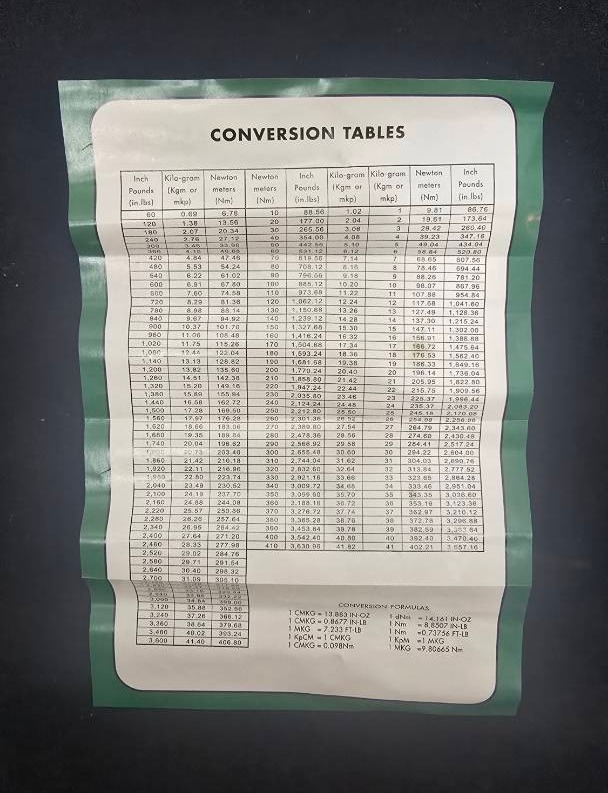 CONVERSION TABLES
Inch Kilo-gram Newton Newton Inch Kilo-gram Kilo-gram Newton Inch
Pounds (Kgm or meters meters Pounds (Kgm or (Kgm or meters Pounds
(in.lbs) mkp) (Nm) (Nm) (in.lbs) mkp) mkp) (Nm) (in.lbs)
60 0.69 6.78 10 88.56 1.02 1 9.81 86.76
120 1.38 13.56 20 177.00 2.04 2 19.61 173.64
180 2.07 20.34 30 265.56 3.06 3 29.42 260.40
240 2.76 27.12 40 354.00 4.08 4 39.23 347.16
300 3.46 33.90 50 442.56 5.10 5 49.04 434.04
360 4.15 60 531.12 6.12 6 58.84 520.80
420 4.84 47.46 70 619.56 7.14 7 68.65 607.56
480 5.53 54.24 80 708.12 8.16 8 78.46 694.44
540 6.22 61.02 90 796.56 9.18 9 88.26 781.20
600 6.91 67.80 100 885.12 10.20 10 98.07 867.96
7.60 74.58 110 973.68 11.22 11 107.88 954.84
720 8.29 81.36 120 1,062.12 12.24 12 117.68 1,041.60
780 8.98 88.14 130 1,150.68 13.26 13 127.49 1,128.36
840 9.67 94.92 140 1,239.12 14.28 14 137.30 1,215.24
900 10.37 101.70 150 1,327.68 15.30 15 147.11 1,302.00
960 11.06 108.48 160 1,416.24 16.32 16 156.91 1,388.88
1,020 11.75 115.26 170 1,504.68 17.34 17 166.72 1,475.64
1,080 12.44 122.04 180 1,593.24 18.36 18 176.53 1,562.40
1,140 13.13 128.82 190 1,681.68 19.38 19 186.33 1,649.16
1,200 13.82 135.60 200 1,770.24 20.40 20 196.14 1,736.04
1,260 14.51 142.38 210 1,858.80 21.42 21 205.95 1,822.80
1,320 15.20 149.16 220 1,947.24 22.44 22 215.75 1,909.56
1,380 15.89 155.94 230 2,035.80 23.46 23 225.37 1,996.44
1,440 16.58 162.72 240 2,124.24 24.48 24 235.37 2,083.20
1,500 17.28 169.50 250 2,212.80 25.50 25 245.18 2,170.08
1,560 17.97 176.28 260 2,301.36 26.52 26 254.98 2,256.96
1,620 18.66 183.06 270 2,389.80 27.54 27 264.79 2,343.60
1,680 19.35 189.84 280 2,478.36 28.56 28 274.60 2,430.48
1,740 20.04 196.62 290 2,566.92 29.58 29 284.41 2,517.24
20.73 203.40 300 2,655.48 30.60 30 294.22 2,604.00
1,860 21.42 210.18 310 2,744.04 31.62 31 304.03 2,690.76
1,920 22.11 216.96 320 2,832.60 32.64 32 313.84 2,777.52
1,980 22.80 223.74 330 2,921.16 33.66 33 323.65 2,864.28
2,040 23.49 230.52 340 3,009.72 34.68 34 333.46 2,951.04
2,100 24.19 237.70 350 3,099.60 35.70 35 343.35 3,036.60
2,160 24.88 244.08 360 3,188.16 36.72 36 353.16 3,123.36
2,220 25.57 250.86 370 3,276.72 37.74 37 362.97 3,210.12
2,280 26.26 257.64 380 3,365.28 38.76 38 372.78 3,296.88
2,340 26.95 264.42 390 3,453.84 39.78 39 382.59
2,400 27.64 271.20 400 3,542.40 40.80 40 392.40 3,470.40
2,460 28.33 277.98 410 3,630.96 41.82 41 402.21 3,557.16
2,520 29.02 284.76
2,580 29.71 291.54
2,640 30.40 298.32
2,700 31.09 305.10
3,120 35.88 352.56
3,240 37.26 366.12
3,360 38.64 379.68
3,480 40.02 393.24
3,600 41.40 406.80
CONVERSION FORMULAS
1 CMKG = 13.883 IN-OZ 1 dNm = 14.161 IN-OZ
1 CMKG = 0.8677 IN-LB 1 Nm = 8.8507 IN-LB
1 MKG = 7.233 FT-LB 1 Nm =0.73756 FT-LB
1 KpCM = 1 CMKG 1 KpM =1 MKG
1 CMKG = 0.098Nm 1 MKG =9.80665 Nm